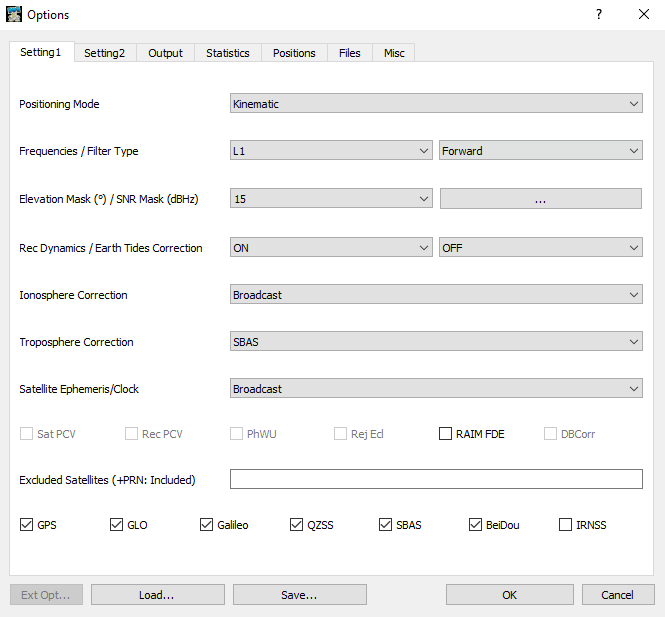 Options ? ×
Setting1 Setting2 Output Statistics Positions Files Misc
Positioning Mode Kinematic
Frequencies / Filter Type L1 Forward
Elevation Mask (°) / SNR Mask (dBHz) 15 ...
Rec Dynamics / Earth Tides Correction ON OFF
Ionosphere Correction Broadcast
Troposphere Correction SBAS
Satellite Ephemeris/Clock Broadcast
Sat PCV Rec PCV PhWU Rej Ecl RAIM FDE DBCorr
Excluded Satellites (+PRN: Included)
GPS GLO Galileo QZSS SBAS BeiDou IRNSS
Ext Opt... Load... Save... OK Cancel